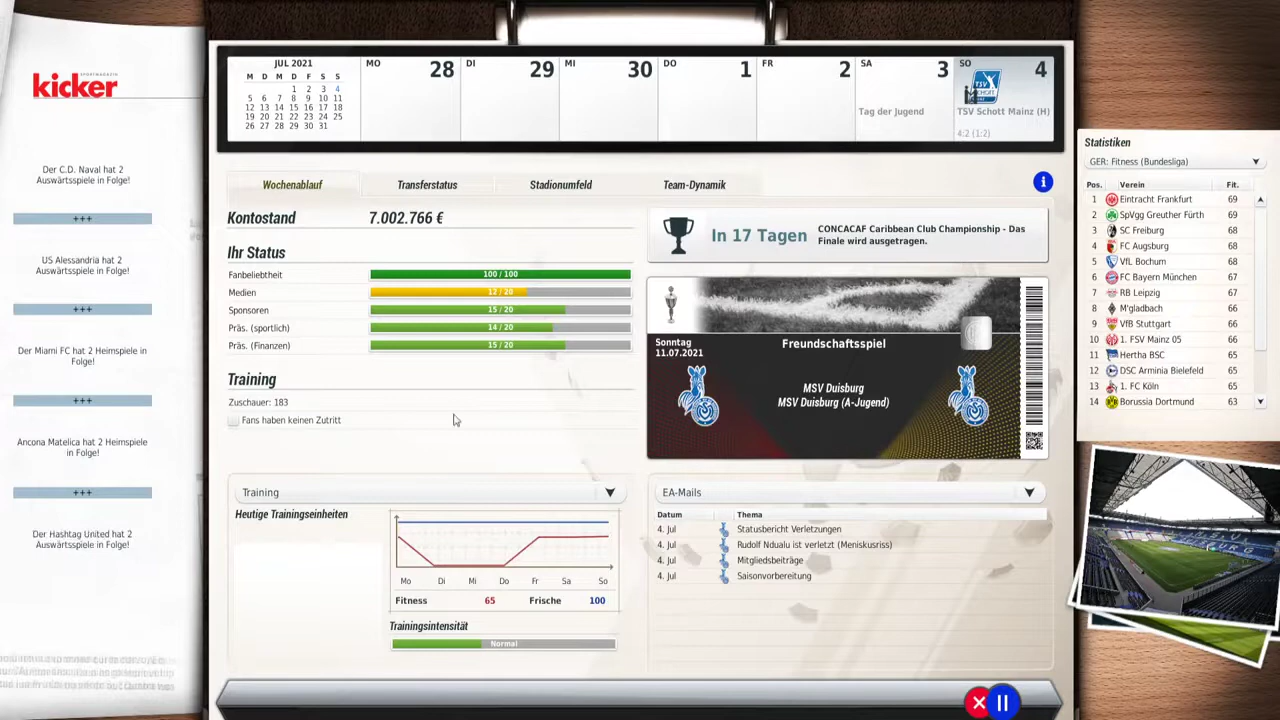 SPORTMAGAZIN
kicker
Der C.D. Naval hat 2
Auswärtsspiele in Folge!
+++
US Alessandria hat 2
Auswärtsspiele in Folge!
+++
Der Miami FC hat 2 Heimspiele in
Folge!
+++
Ancona Matelica hat 2 Heimspiele
in Folge!
+++
Der Hashtag United hat 2
Auswärtsspiele in Folge!
JUL 2021
M D M D F S S
1 2 3 4
5 6 7 8 9 10 11
12 13 14 15 16 17 18
19 20 21 22 23 24 25
26 27 28 29 30 31
MO 28
DI 29
MI 30
DO 1
FR 2
SA 3
Tag der Jugend
SO 4
TSV Schott Mainz (H)
4:2 (1:2)
Wochenablauf
Transferstatus
Stadionumfeld
Team-Dynamik
i
Kontostand 7.002.766 €
Ihr Status
Fanbeliebtheit 100 / 100
Medien 12 / 20
Sponsoren 15 / 20
Präs. (sportlich) 14 / 20
Präs. (Finanzen) 15 / 20
Training
Zuschauer: 183
Fans haben keinen Zutritt
In 17 Tagen
CONCACAF Caribbean Club Championship - Das
Finale wird ausgetragen.
Sonntag
11.07.2021
Freundschaftsspiel
MSV Duisburg
MSV Duisburg (A-Jugend)
Training
Heutige Trainingseinheiten
Mo Di Mi Do Fr Sa So
Fitness 65 Frische 100
Trainingsintensität
Normal
EA-Mails
Datum Thema
4. Jul Statusbericht Verletzungen
4. Jul Rudolf Ndualu ist verletzt (Meniskusriss)
4. Jul Mitgliedsbeiträge
4. Jul Saisonvorbereitung
Statistiken
GER: Fitness (Bundesliga)
Pos. Verein Fit.
1 Eintracht Frankfurt 69
2 SpVgg Greuther Fürth 69
3 SC Freiburg 68
4 FC Augsburg 68
5 VfL Bochum 68
6 FC Bayern München 67
7 RB Leipzig 67
8 M'gladbach 66
9 VfB Stuttgart 66
10 1. FSV Mainz 05 66
11 Hertha BSC 65
12 DSC Arminia Bielefeld 65
13 1. FC Köln 65
14 Borussia Dortmund 63